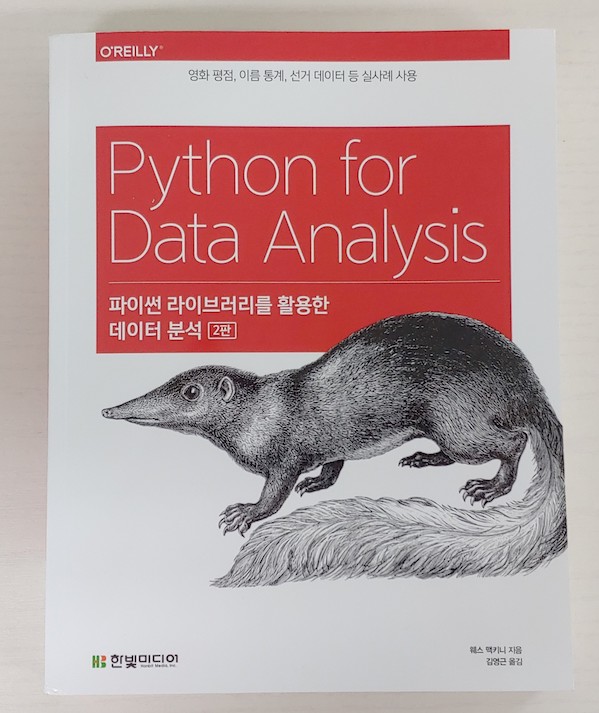 O'REILLY®
영화 평점, 이름 통계, 선거 데이터 등 실사례 사용
Python for
Data Analysis
파이썬 라이브러리를 활용한
데이터 분석 2판
한빛미디어
Hanbit Media, Inc.
웨스 맥키니 지음
김영근 옮김